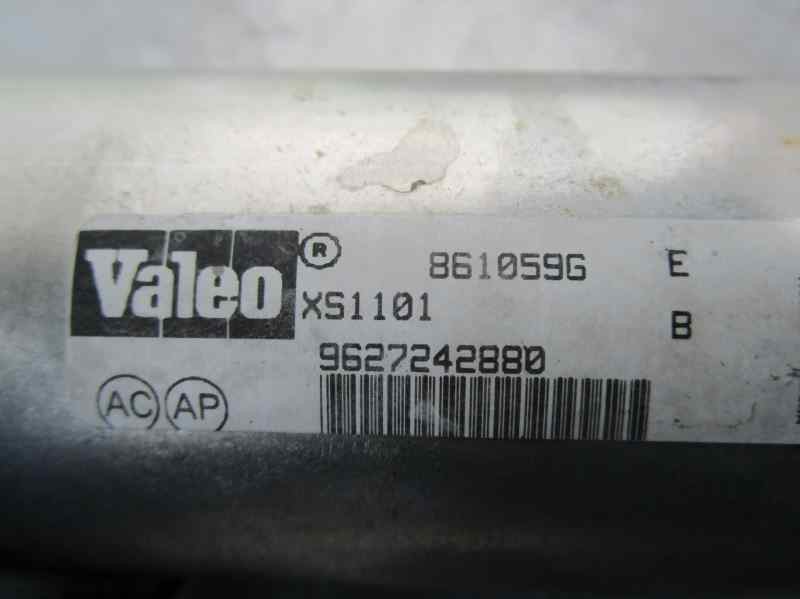 Valeo® 861059G E
XS1101 B
9627242880
AC AP